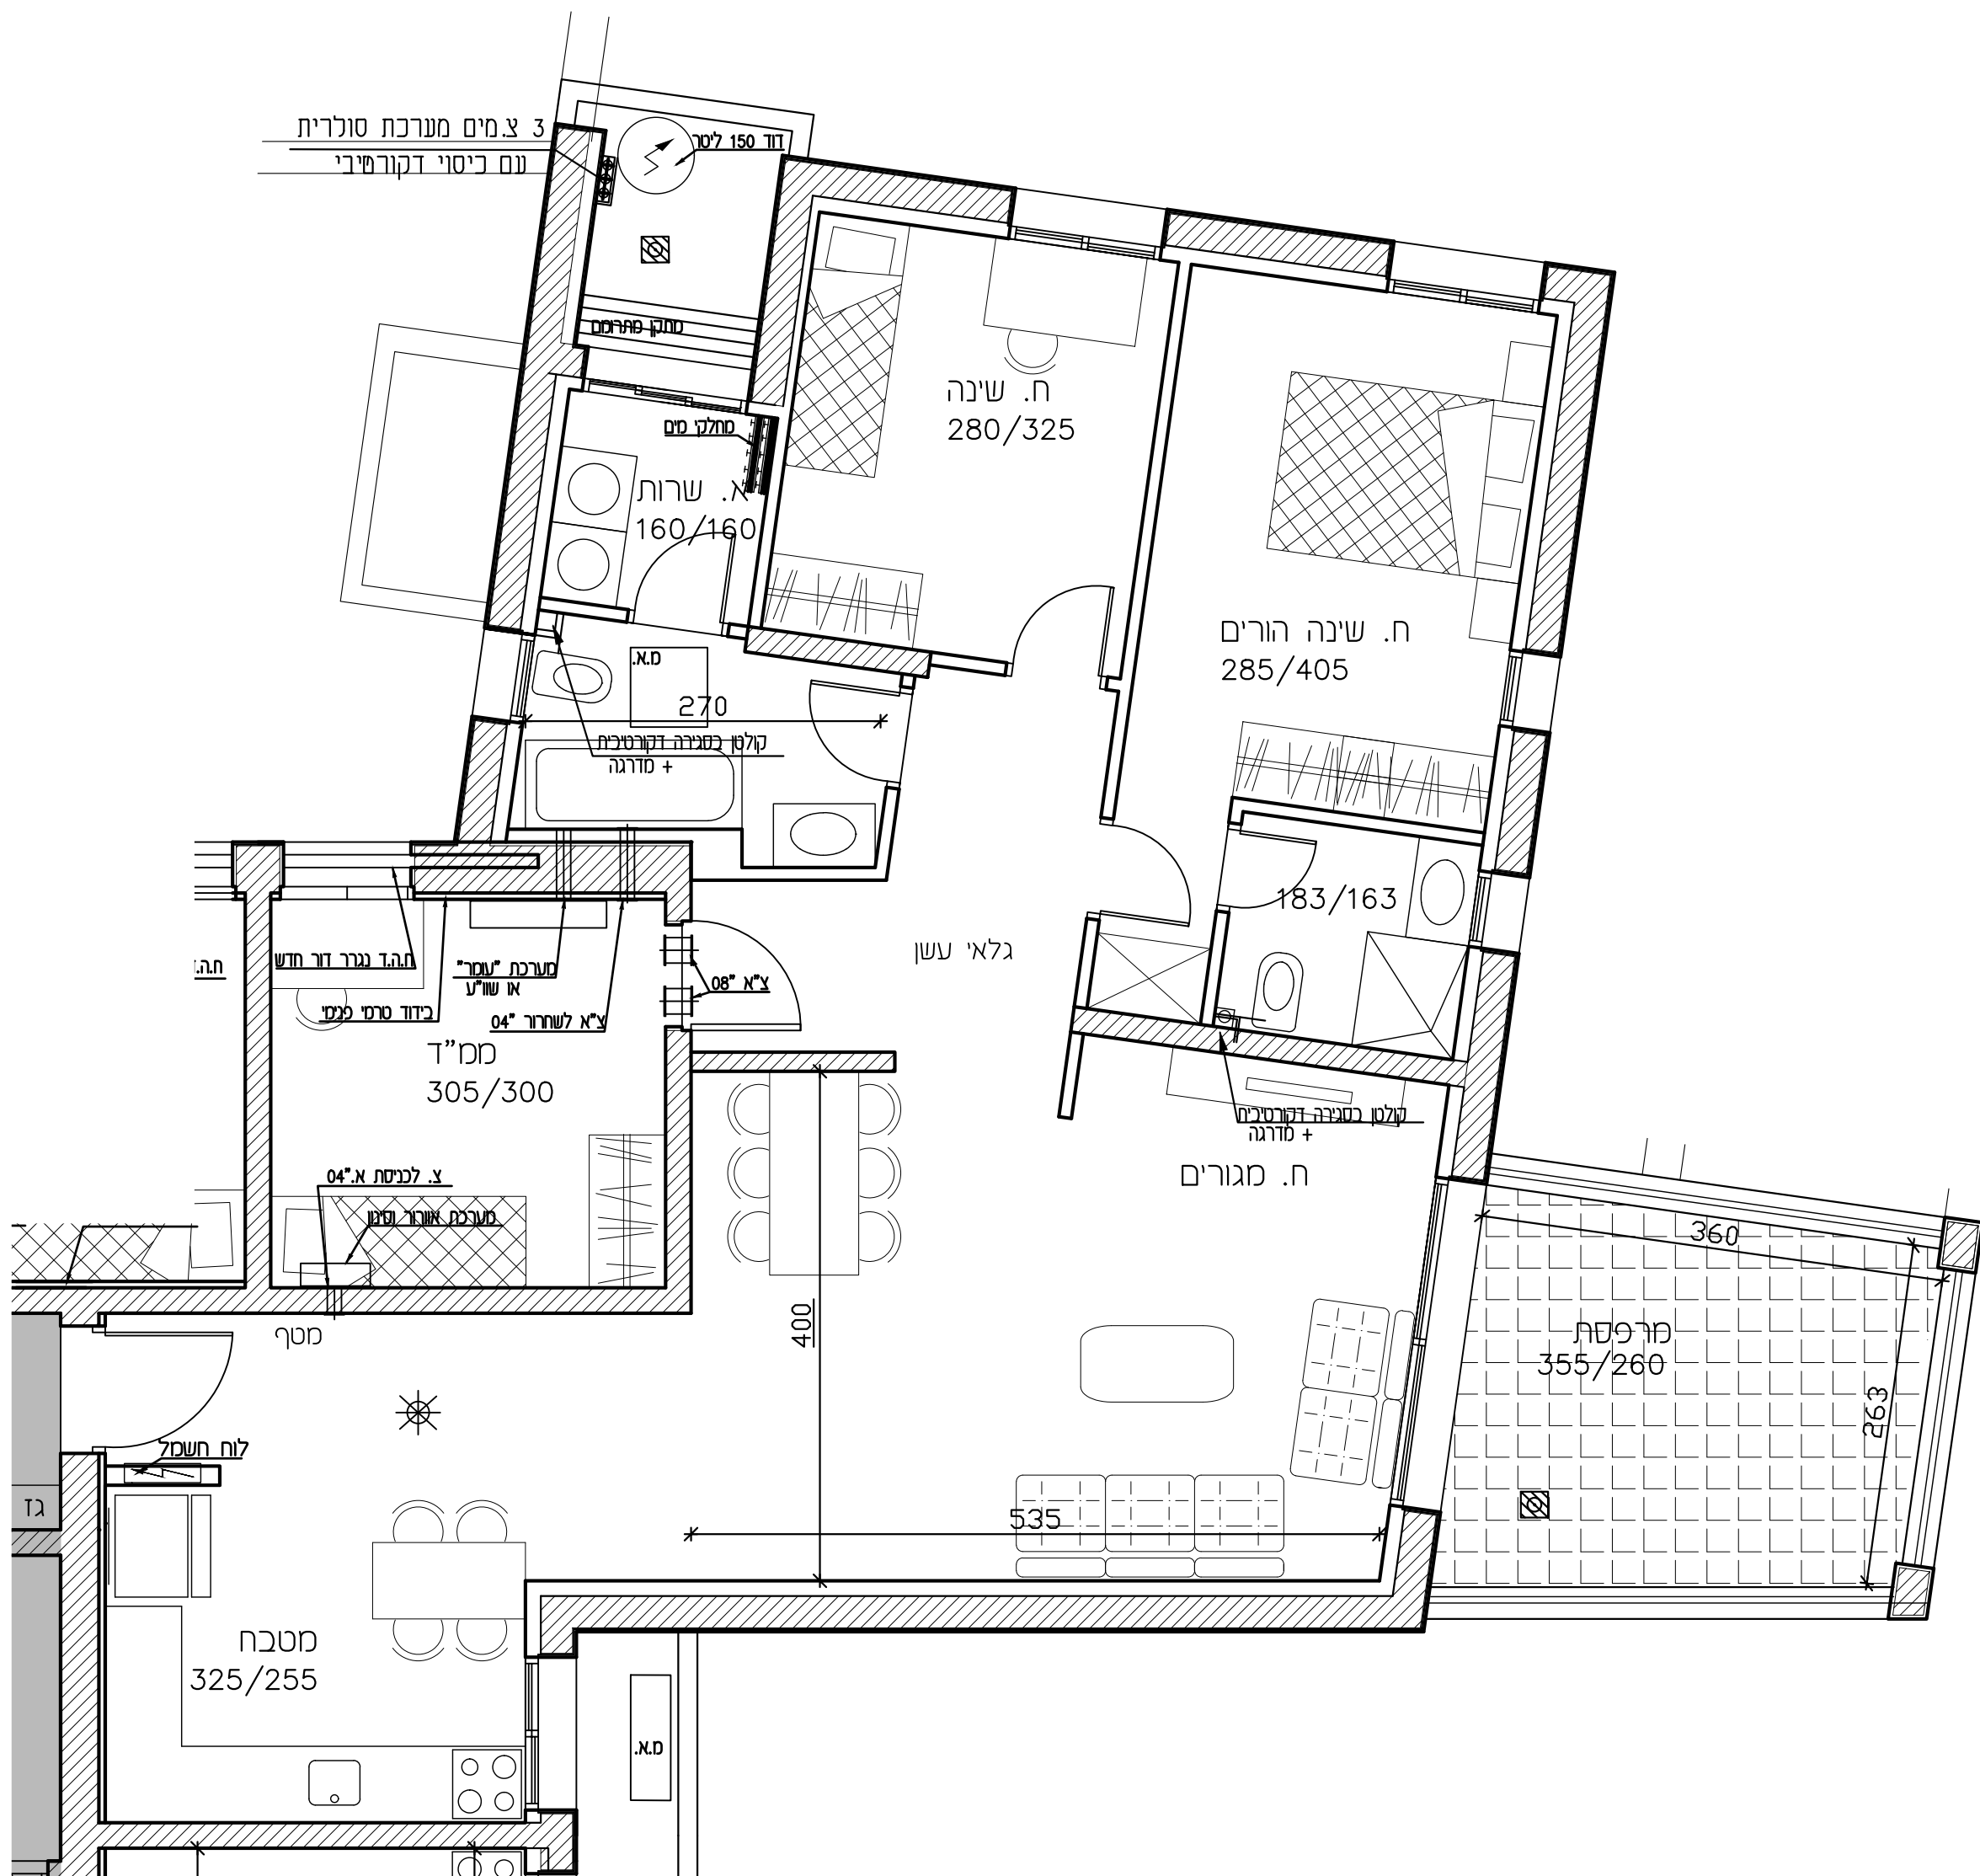 3 צ.מים מערכת סולרית
עם כיסוי דקורטיבי
דוד 150 ליטר
מתקן מתרומם
מחלקי מים
א. שרות
160/160
ח. שינה
280/325
ח. שינה הורים
285/405
מ.א.
270
קולטן בסגירה דקורטיבית
+ מדרגה
183/163
גלאי עשן
ח.ה.ד נגרר דור חדש
בידוד טרמי פנימי
מערכת "עומר"
או שוו"ע
צ"א לשחרור 04"
צ"א 08"
ממ"ד
305/300
צ. לכניסת א. 04"
מערכת אוורור וסינון
קולטן בסגירה דקורטיבית
+ מדרגה
ח. מגורים
360
מרפסת
355/260
263
400
535
מטף
לוח חשמל
גז
מטבח
325/255
מ.א.